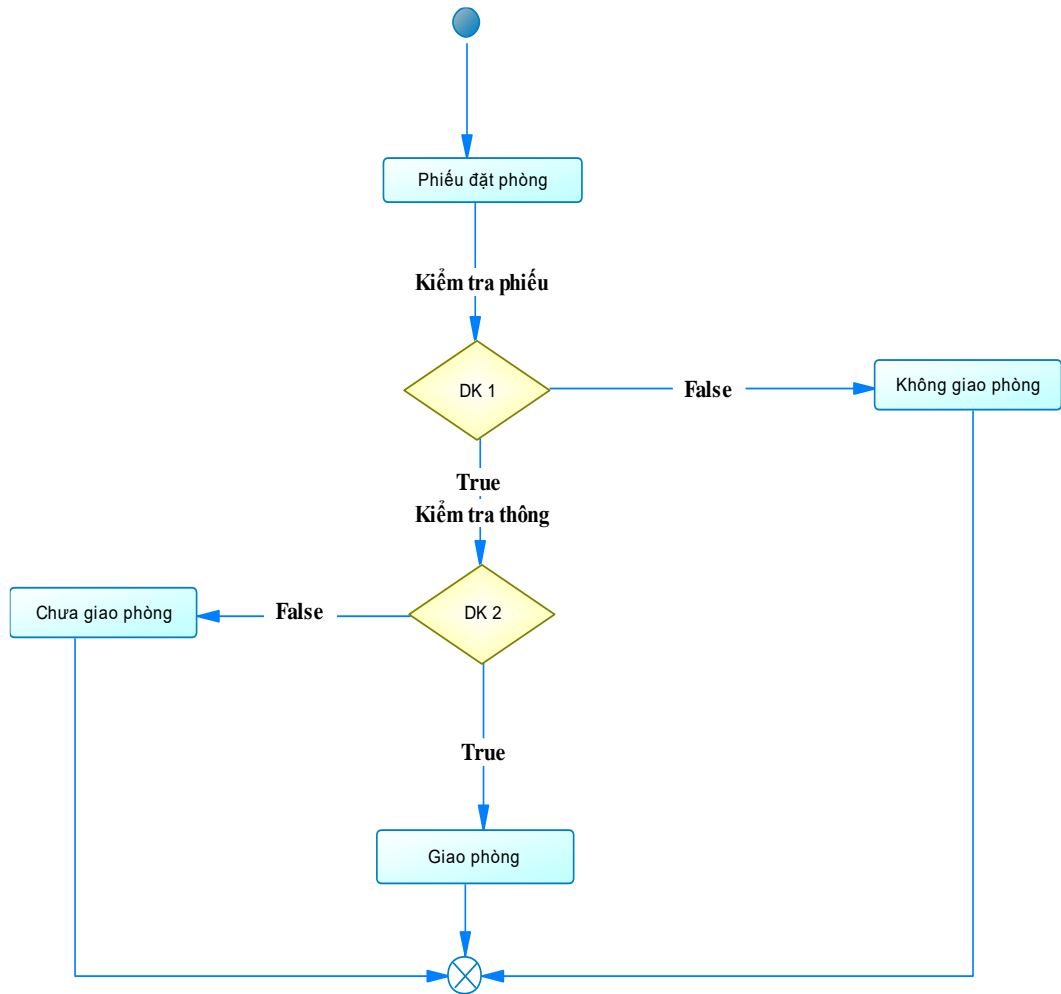 Phiếu đặt phòng
Kiểm tra phiếu
DK 1
False
Không giao phòng
True
Kiểm tra thông
Chưa giao phòng
False
DK 2
True
Giao phòng